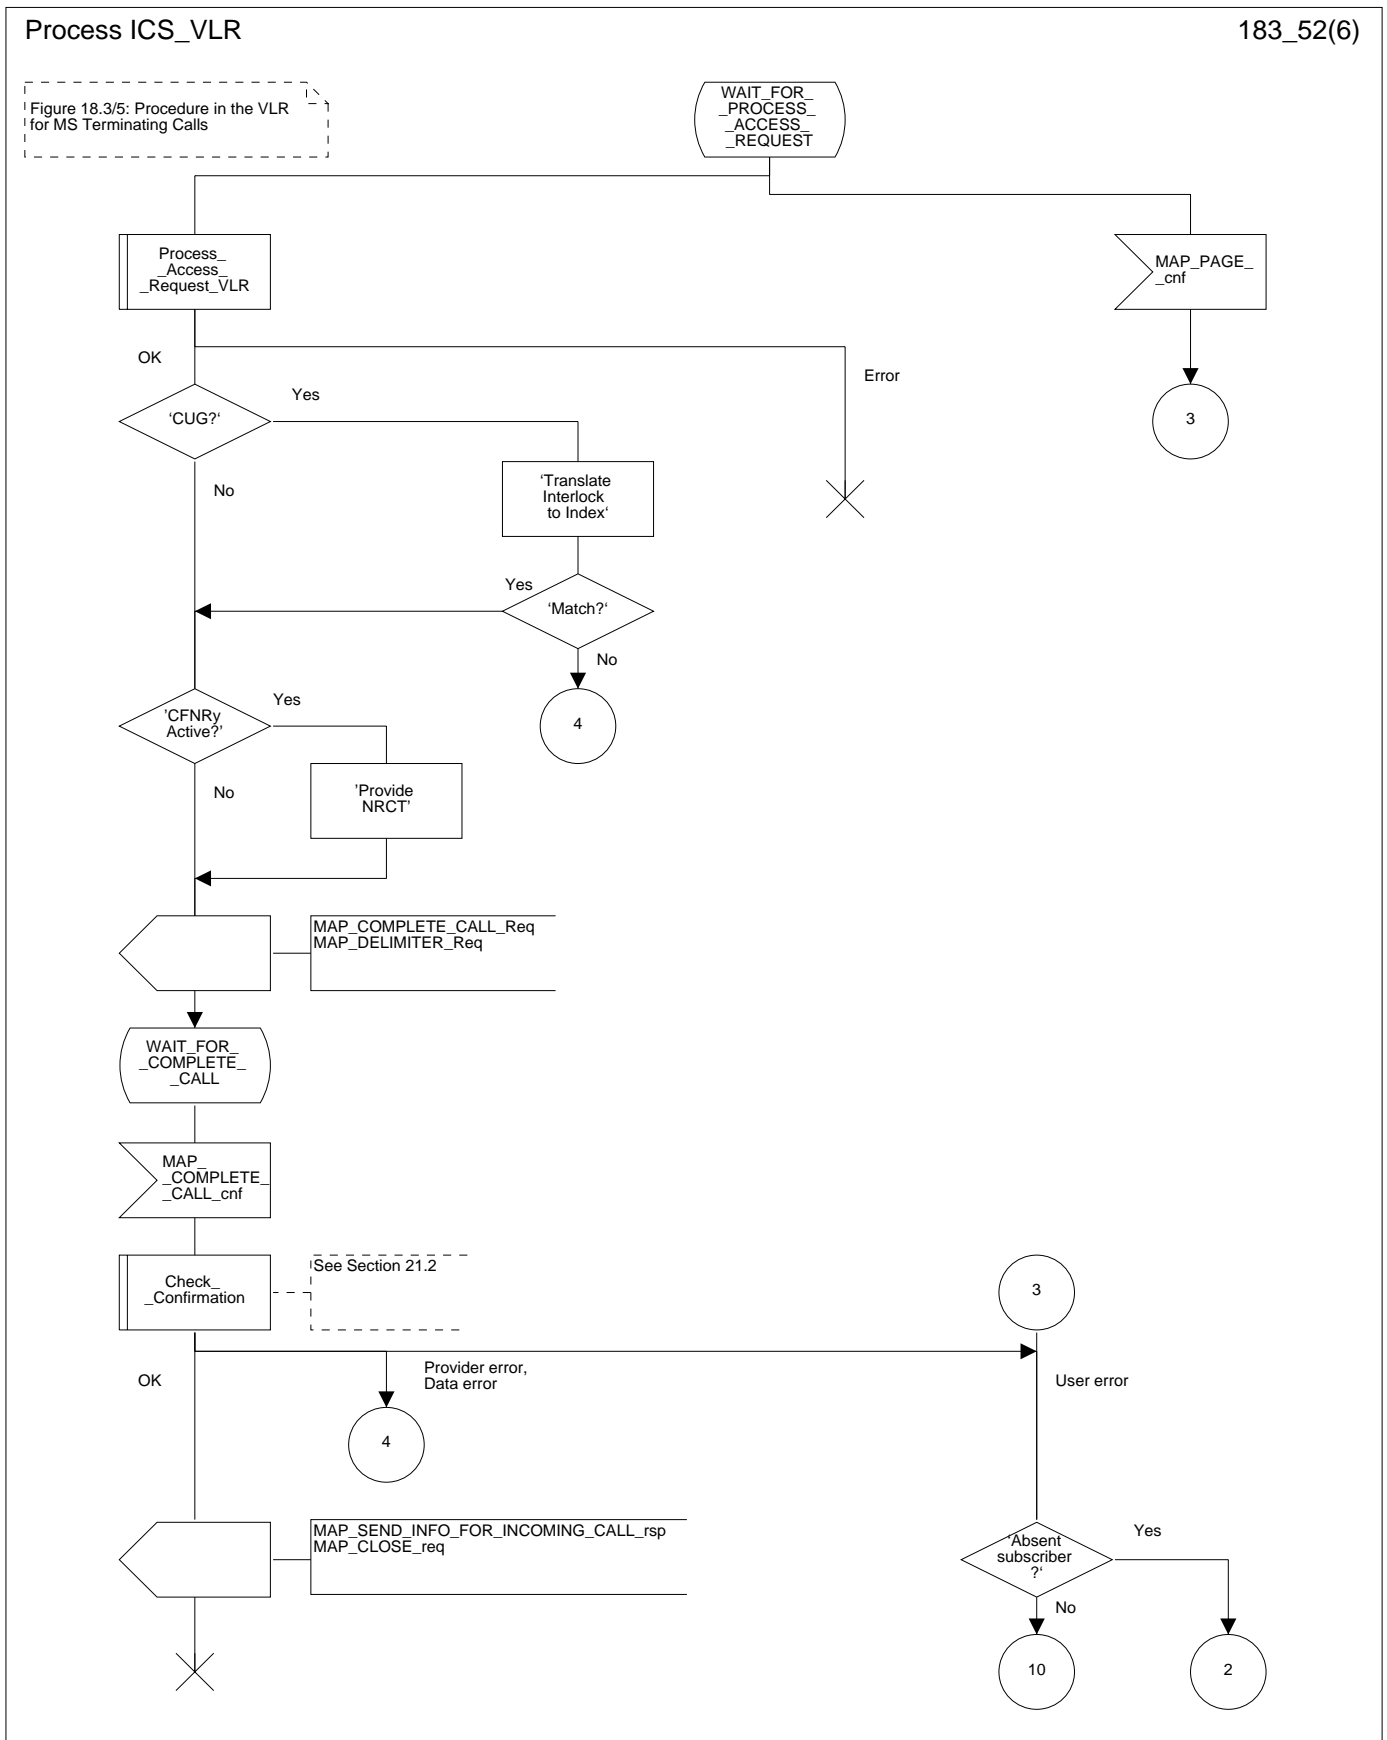 Process ICS_VLR
183_52(6)
Figure 18.3/5: Procedure in the VLR
for MS Terminating Calls
WAIT_FOR_
_PROCESS_
_ACCESS_
_REQUEST
Process_
_Access_
_Request_VLR
MAP_PAGE_
_cnf
OK
Error
‘CUG?‘
Yes
3
No
‘Translate
Interlock
to Index‘
Yes
‘Match?‘
No
’CFNRy
Active?’
Yes
4
No
’Provide
NRCT’
MAP_COMPLETE_CALL_Req
MAP_DELIMITER_Req
WAIT_FOR_
_COMPLETE_
_CALL
MAP_
_COMPLETE_
_CALL_cnf
Check_
_Confirmation
See Section 21.2
3
OK
Provider error,
Data error
User error
4
MAP_SEND_INFO_FOR_INCOMING_CALL_rsp
MAP_CLOSE_req
‘Absent
subscriber
?‘
Yes
No
10
2